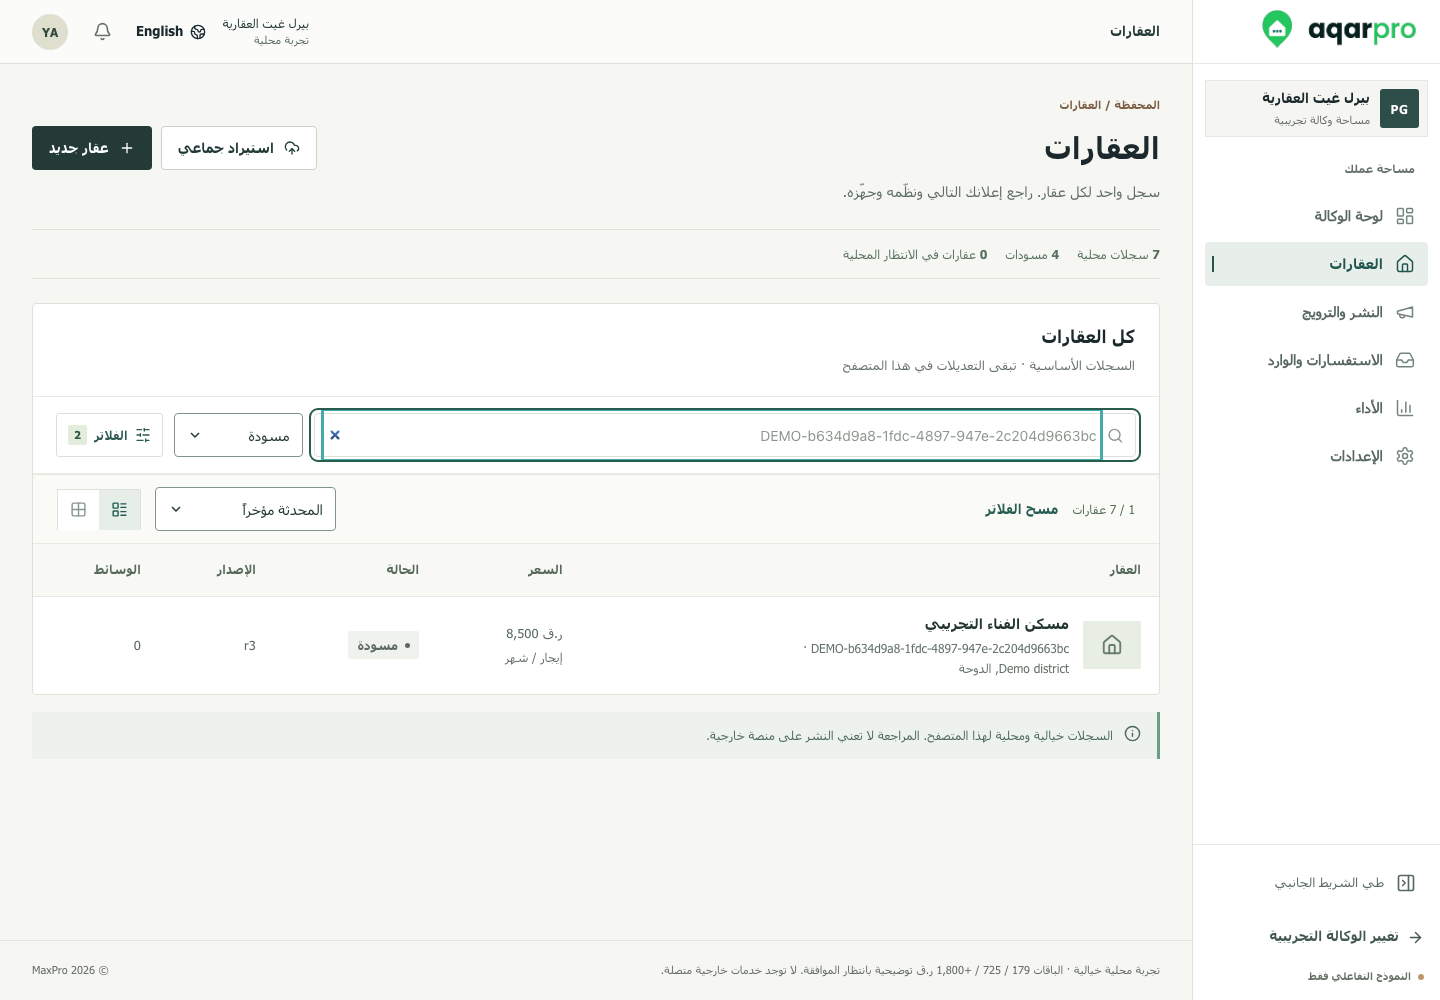 aqarpro
PG
بيرل غيت العقارية
مساحة وكالة تجريبية
مساحة عملك
لوحة الوكالة
العقارات
النشر والترويج
الاستفسارات والوارد
الأداء
الإعدادات
طي الشريط الجانبي
تغيير الوكالة التجريبية
النموذج التفاعلي فقط
العقارات
بيرل غيت العقارية
تجربة محلية
English
YA
المحفظة / العقارات
العقارات
سجل واحد لكل عقار. راجع إعلانك التالي ونظّمه وجهّزه.
استيراد جماعي
عقار جديد
7 سجلات محلية 4 مسودات 0 عقارات في الانتظار المحلية
كل العقارات
السجلات الأساسية · تبقى التعديلات في هذا المتصفح
DEMO-b634d9a8-1fdc-4897-947e-2c204d9663bc
مسودة
الفلاتر 2
1 / 7 عقارات
مسح الفلاتر
المحدثة مؤخراً
العقار السعر الحالة الإصدار الوسائط
مسكن الفناء التجريبي
DEMO-b634d9a8-1fdc-4897-947e-2c204d9663bc ·
Demo district, الدوحة
ر.ق 8,500
إيجار / شهر
مسودة
r3
0
السجلات خيالية ومحلية لهذا المتصفح. المراجعة لا تعني النشر على منصة خارجية.
تجربة محلية خيالية · الباقات 179 / 725 / +1,800 ر.ق توضيحية بانتظار الموافقة. لا توجد خدمات خارجية متصلة.
© 2026 MaxPro